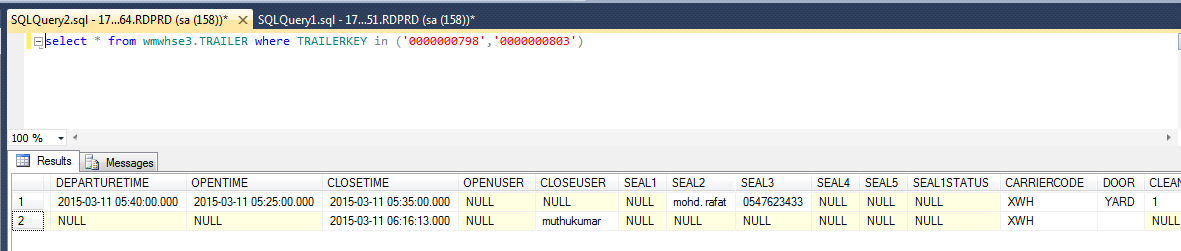 SQLQuery2.sql - 17...64.RDPRD (sa (158))* SQLQuery1.sql - 17...51.RDPRD (sa (158))*
select * from wmwhse3.TRAILER where TRAILERKEY in ('0000000798','0000000803')
100 %
Results Messages
DEPARTURETIME OPENTIME CLOSETIME OPENUSER CLOSEUSER SEAL1 SEAL2 SEAL3 SEAL4 SEAL5 SEAL1STATUS CARRIERCODE DOOR CLEAN
1 2015-03-11 05:40:00.000 2015-03-11 05:25:00.000 2015-03-11 05:35:00.000 NULL NULL NULL mohd. rafat 0547623433 NULL NULL NULL XWH YARD 1
2 NULL NULL 2015-03-11 06:16:13.000 NULL muthukumar NULL NULL NULL NULL NULL NULL XWH NULL